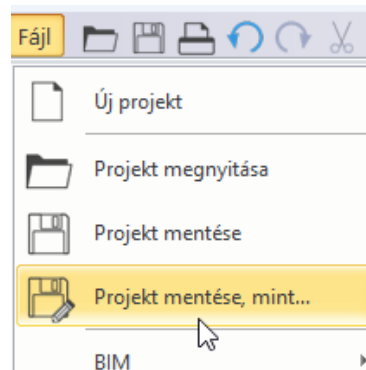 Fájl
Új projekt
Projekt megnyitása
Projekt mentése
Projekt mentése, mint...
BIM